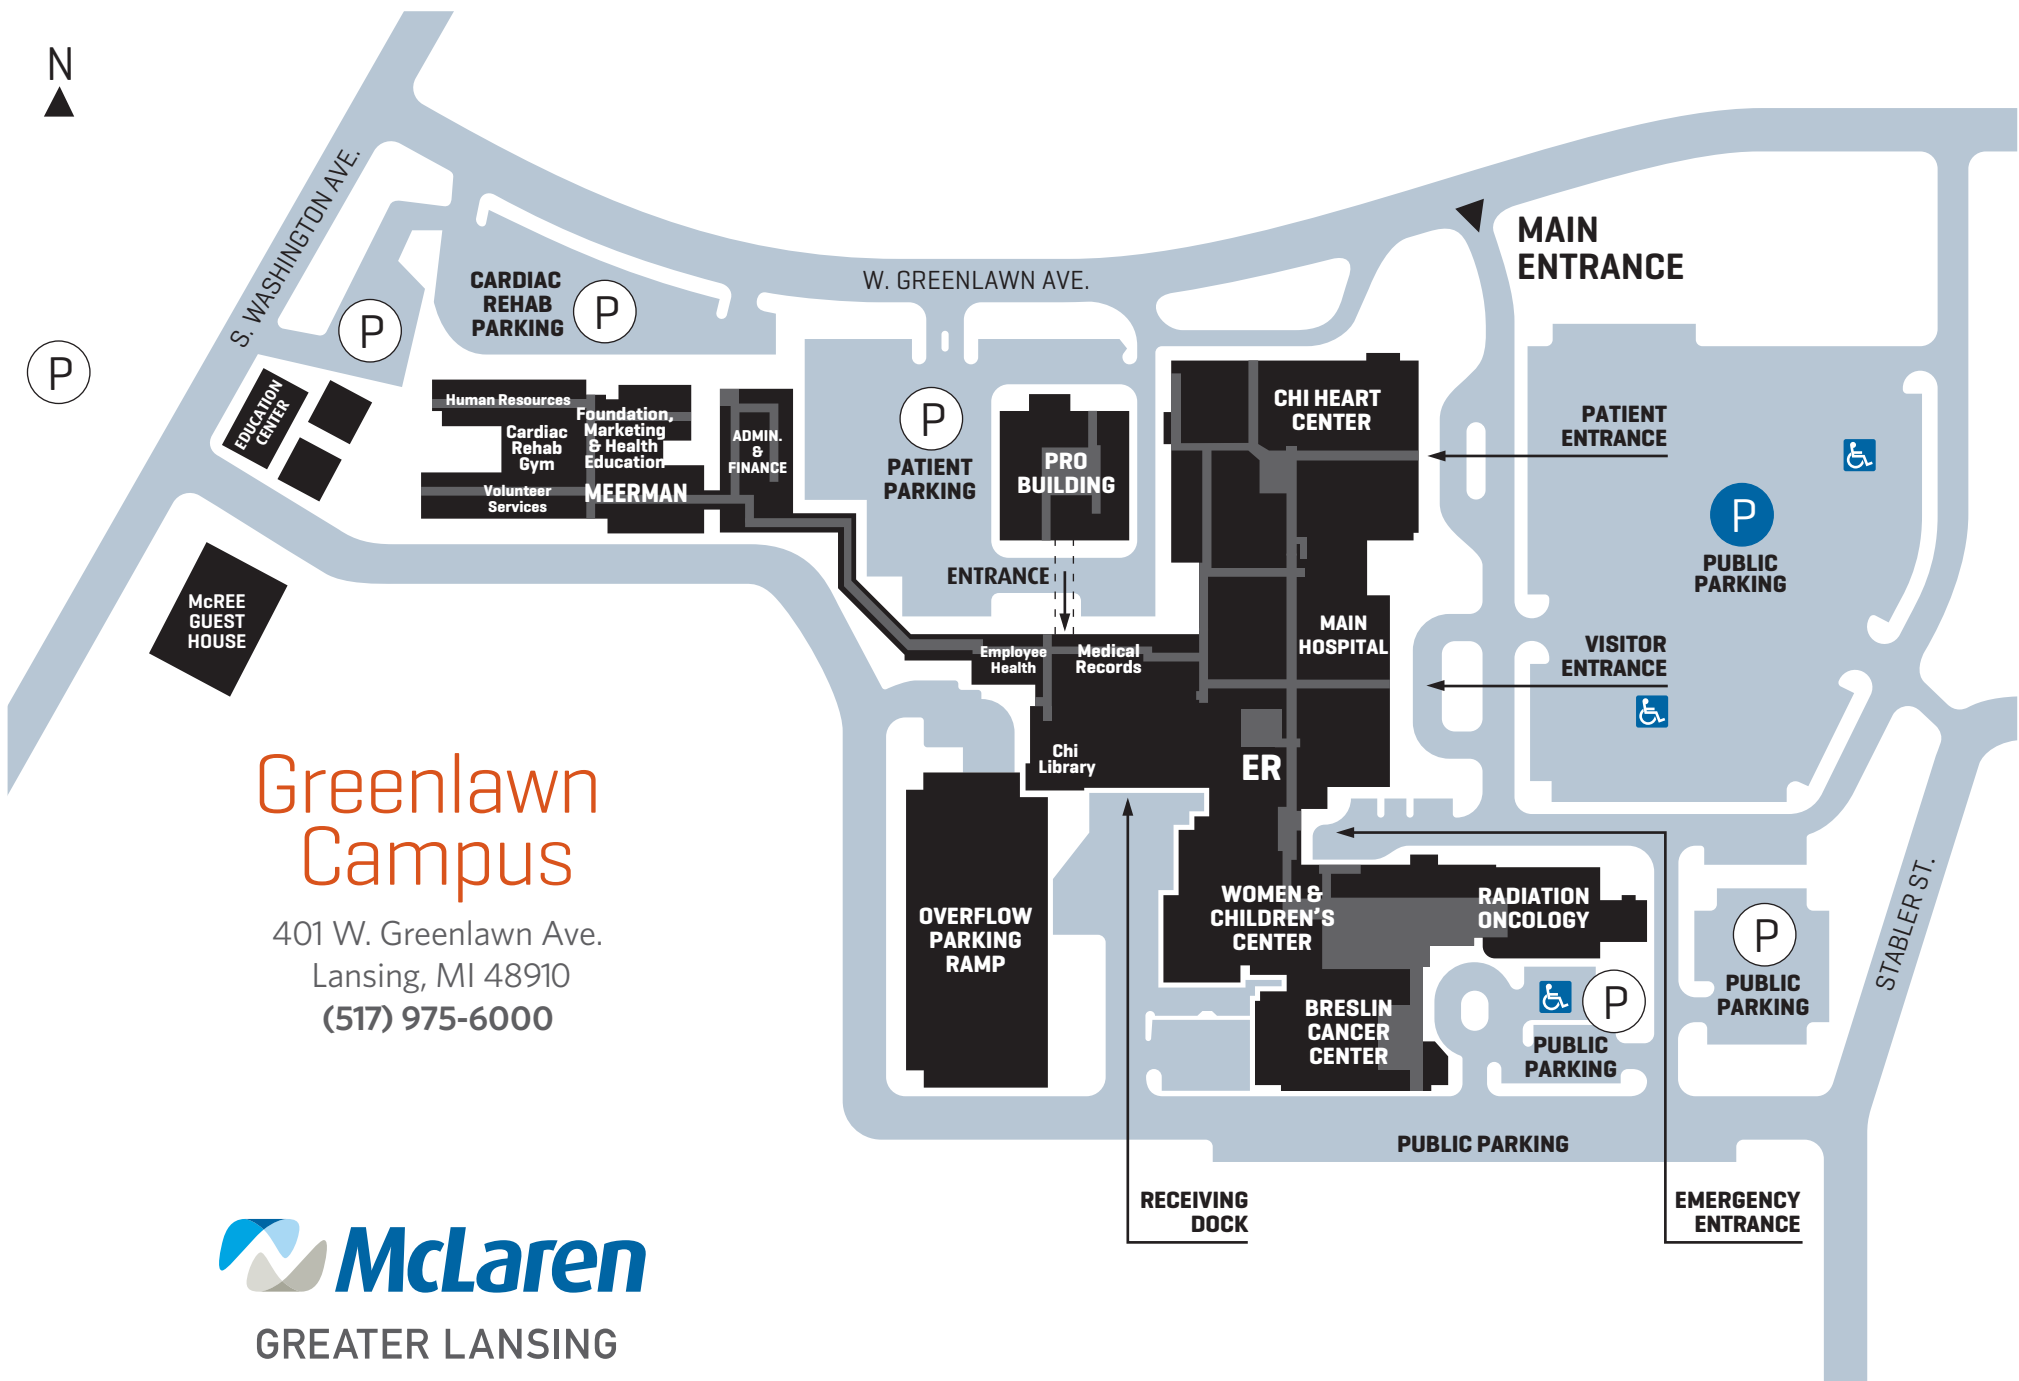 N
S. WASHINGTON AVE.
W. GREENLAWN AVE.
MAIN
ENTRANCE
CARDIAC
REHAB
PARKING
P
P
P
EDUCATION
CENTER
Human Resources
Foundation,
Marketing
& Health
Education
Cardiac
Rehab
Gym
Volunteer
Services
MEERMAN
ADMIN.
&
FINANCE
P
PATIENT
PARKING
PRO
BUILDING
CHI HEART
CENTER
PATIENT
ENTRANCE
P
PUBLIC
PARKING
ENTRANCE
McREE
GUEST
HOUSE
MAIN
HOSPITAL
VISITOR
ENTRANCE
Employee
Health
Medical
Records
Chi
Library
ER
Greenlawn
Campus
401 W. Greenlawn Ave.
Lansing, MI 48910
(517) 975-6000
OVERFLOW
PARKING
RAMP
WOMEN &
CHILDREN'S
CENTER
RADIATION
ONCOLOGY
BRESLIN
CANCER
CENTER
P
PUBLIC
PARKING
P
PUBLIC
PARKING
STABLER ST.
PUBLIC PARKING
RECEIVING
DOCK
EMERGENCY
ENTRANCE
McLaren
GREATER LANSING